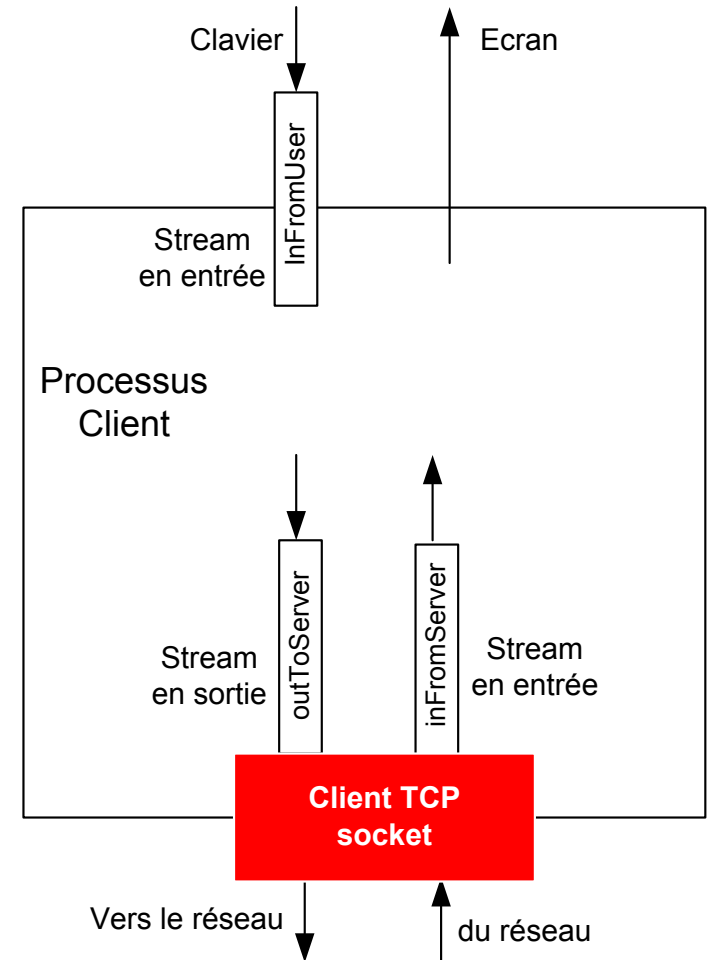 Clavier
Ecran
InFromUser
Stream
en entrée
Processus
Client
outToServer
inFromServer
Stream
en sortie
Stream
en entrée
Client TCP
socket
Vers le réseau
du réseau